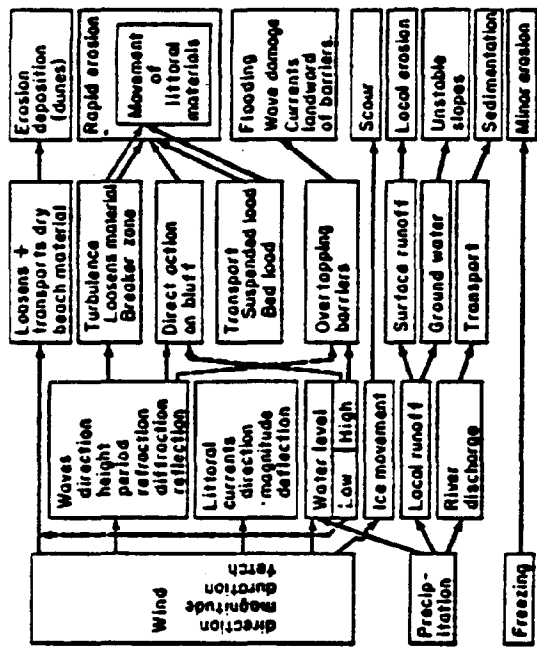 Wind
direction
magnitude
duration
fetch
Precip-
itation
Freezing
Waves
direction
height
period
refraction
diffraction
reflection
Littoral
currents
direction
magnitude
deflection
Water level
Low
High
Ice movement
Local runoff
River
discharge
Loosens +
transports dry
beach material
Turbulence
Loosens material
Breaker zone
Direct action
on bluff
Transport
Suspended load
Bed load
Overtopping
barriers
Surface runoff
Ground water
Transport
Erosion
deposition
(dunes)
Rapid erosion
Movement
of
littoral
materials
Flooding
Wave damage
Currents
landward
of barriers.
Scour
Local erosion
Unstable
slopes
Sedimentation
Minor erosion